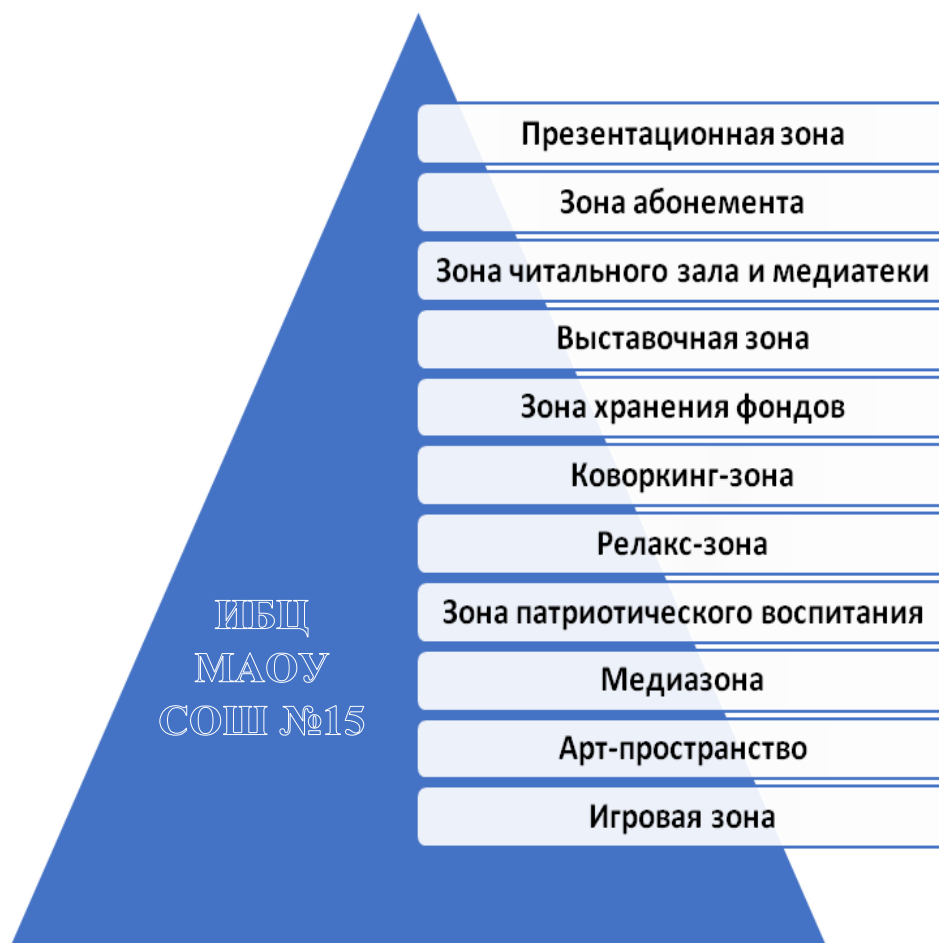 Презентационная зона
Зона абонемента
Зона читального зала и медиатеки
Выставочная зона
Зона хранения фондов
Коворкинг-зона
Релакс-зона
Зона патриотического воспитания
Медиазона
Арт-пространство
Игровая зона
ИБЦ
МАОУ
СОШ №15